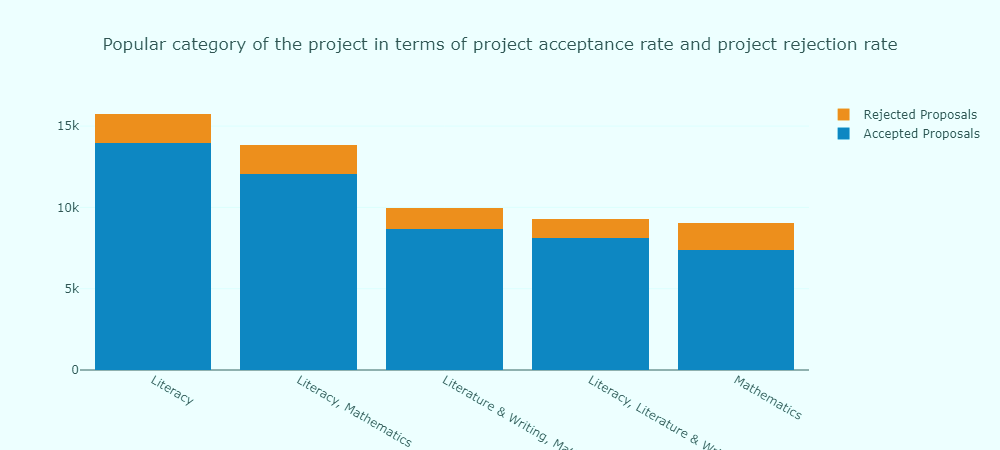 Popular category of the project in terms of project acceptance rate and project rejection rate
Rejected Proposals
Accepted Proposals
15k
10k
5k
0
Literacy
Literacy, Mathematics
Literature & Writing,
Literacy, Literature &
Mathematics